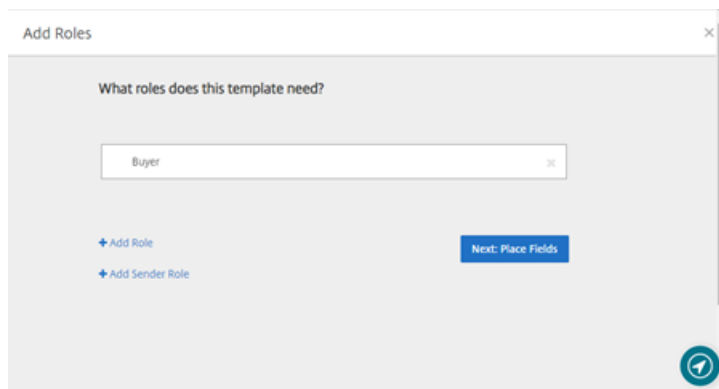 Add Roles
What roles does this template need?
Buyer
+ Add Role
Next: Place Fields
+ Add Sender Role